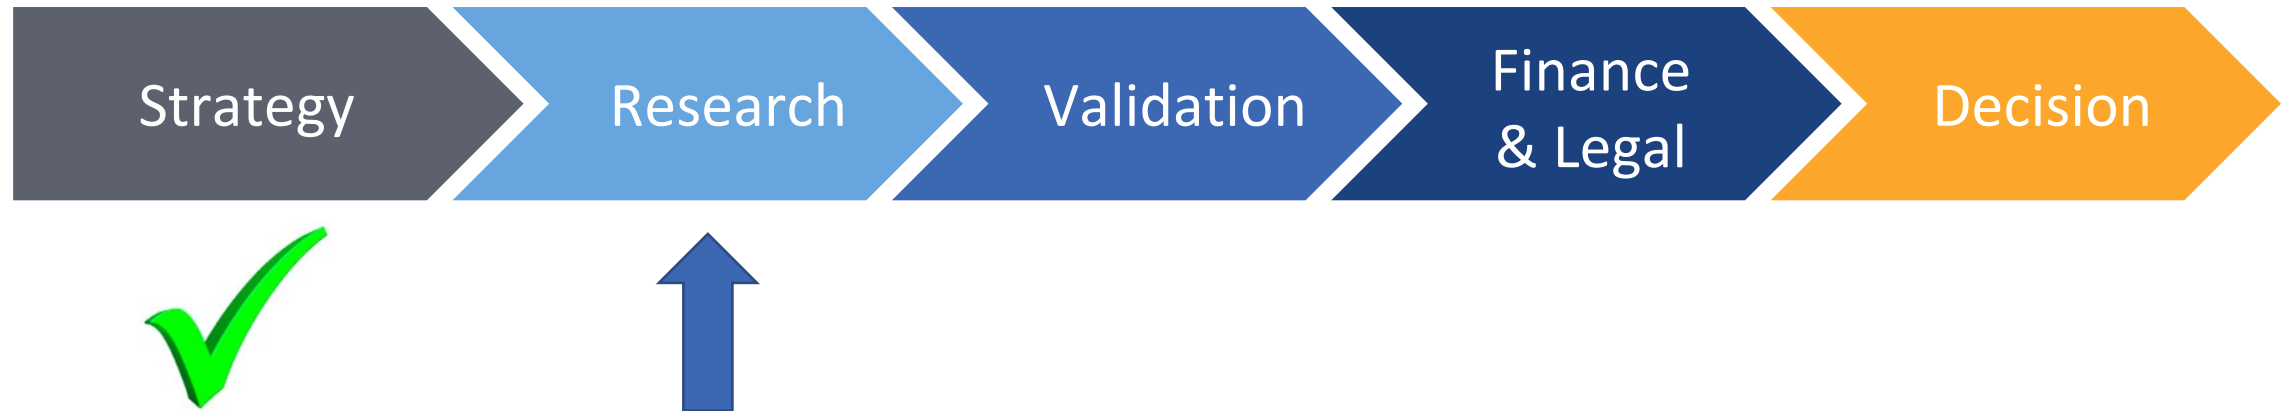 Strategy
Research
Validation
Finance
& Legal
Decision